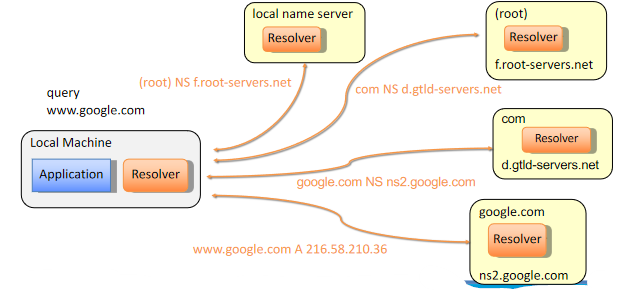 local name server
Resolver
(root)
Resolver
f.root-servers.net
(root) NS f.root-servers.net
com NS d.gtld-servers.net
query
www.google.com
com
Resolver
d.gtld-servers.net
Local Machine
Application
Resolver
google.com NS ns2.google.com
google.com
Resolver
ns2.google.com
www.google.com A 216.58.210.36